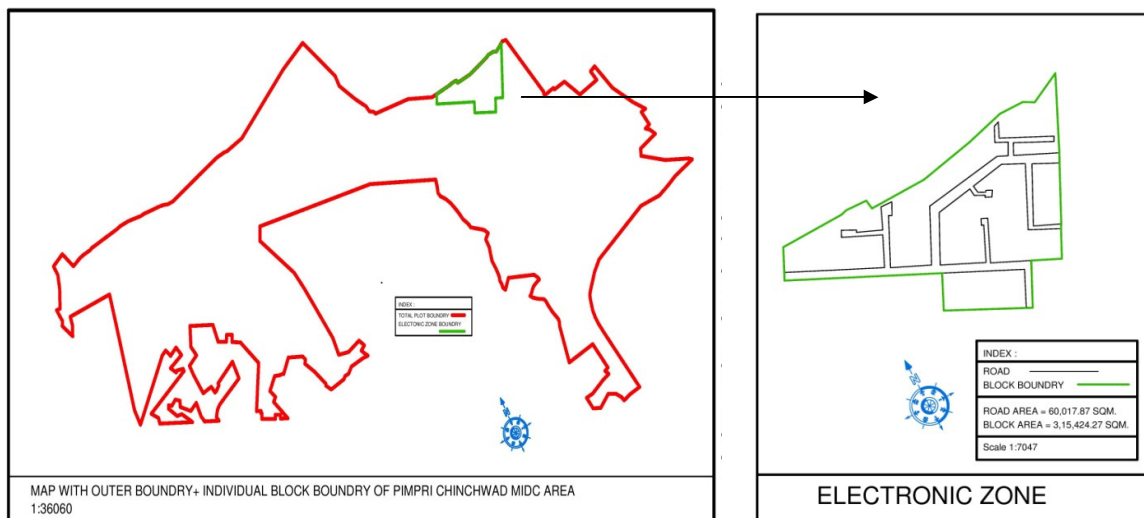 INDEX :
TOTAL PLOT BOUNDRY
ELECTRONIC ZONE BOUNDRY
N
MAP WITH OUTER BOUNDRY+ INDIVIDUAL BLOCK BOUNDRY OF PIMPRI CHINCHWAD MIDC AREA
1:36060
N
INDEX :
ROAD
BLOCK BOUNDRY
ROAD AREA = 60,017.87 SQM.
BLOCK AREA = 3,15,424.27 SQM.
Scale 1:7047
ELECTRONIC ZONE